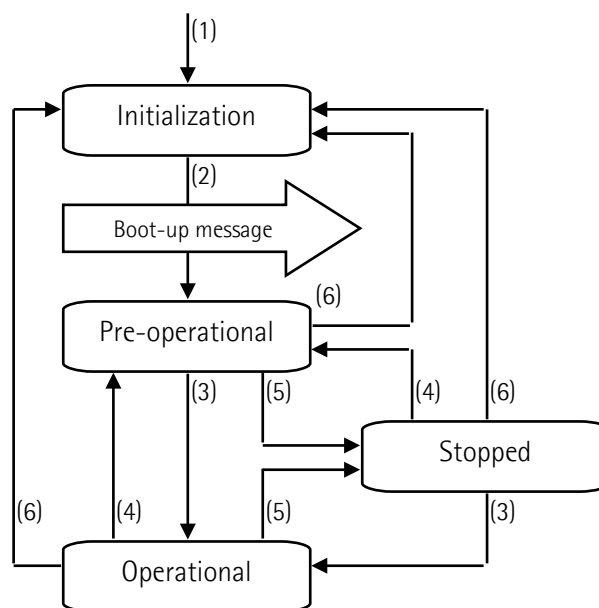 (1)
Initialization
(2)
Boot-up message
(6)
Pre-operational
(3)
(5)
(4)
(6)
Stopped
(6)
(4)
(5)
(3)
Operational